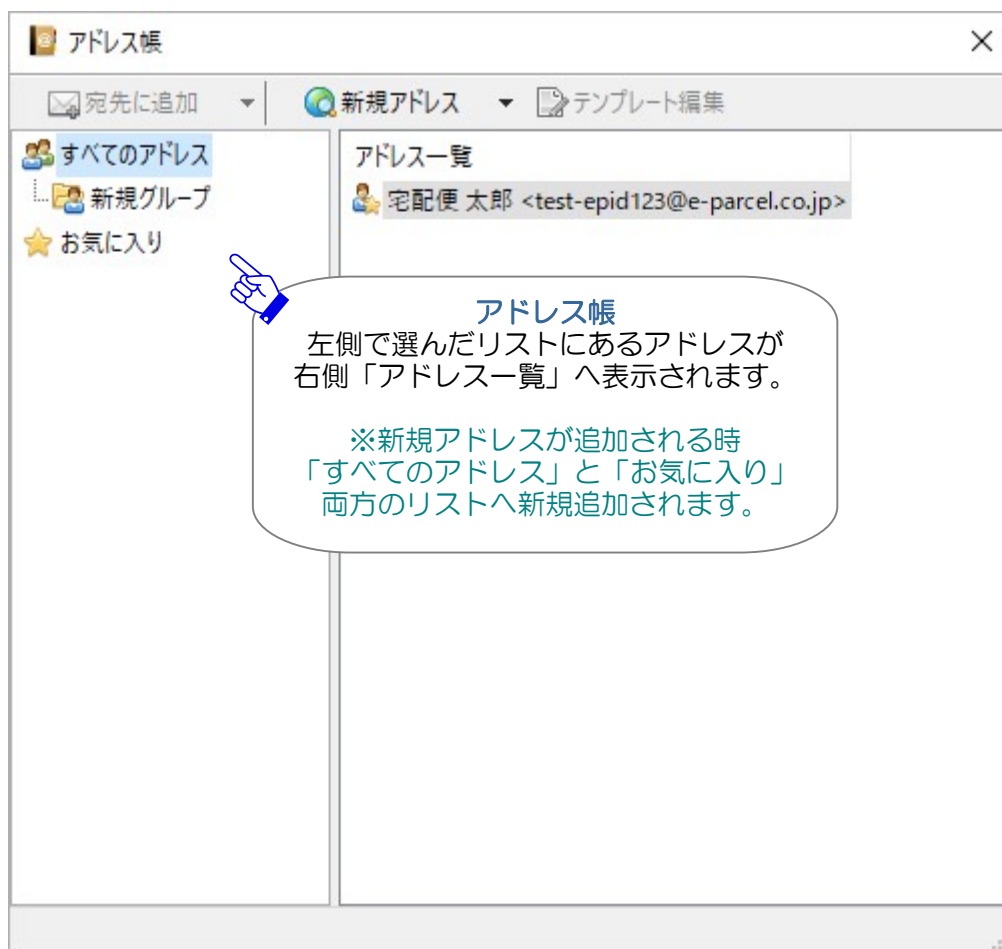 アドレス帳
宛先に追加 新規アドレス テンプレート編集
すべてのアドレス
新規グループ
お気に入り
アドレス一覧
宅配便 太郎 <test-epid123@e-parcel.co.jp>
アドレス帳
左側で選んだリストにあるアドレスが
右側「アドレス一覧」へ表示されます。
※新規アドレスが追加される時
「すべてのアドレス」と「お気に入り」
両方のリストへ新規追加されます。